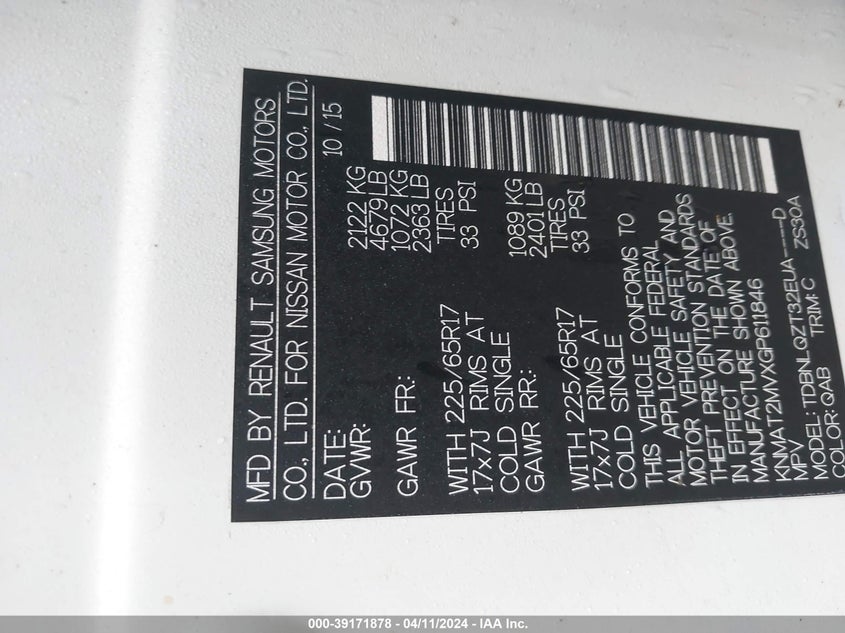 MFD BY RENAULT SAMSUNG MOTORS
CO., LTD. FOR NISSAN MOTOR CO., LTD.
DATE: 10 / 15
GVWR: 2122 KG
4679 LB
GAWR FR.: 1072 KG
2363 LB
WITH 225/65R17 TIRES
17x7J RIMS AT 33 PSI
COLD SINGLE
GAWR RR.: 1089 KG
2401 LB
WITH 225/65R17 TIRES
17x7J RIMS AT 33 PSI
COLD SINGLE
THIS VEHICLE CONFORMS TO
ALL APPLICABLE FEDERAL
MOTOR VEHICLE SAFETY AND
THEFT PREVENTION STANDARDS
IN EFFECT ON THE DATE OF
MANUFACTURE SHOWN ABOVE.
KNMAT2MVXGP611846
MPV
MODEL: TDBNLQZT32EUA-----D
COLOR: QAB TRIM: C ZS30A
000-39171878 - 04/11/2024 - IAA Inc.